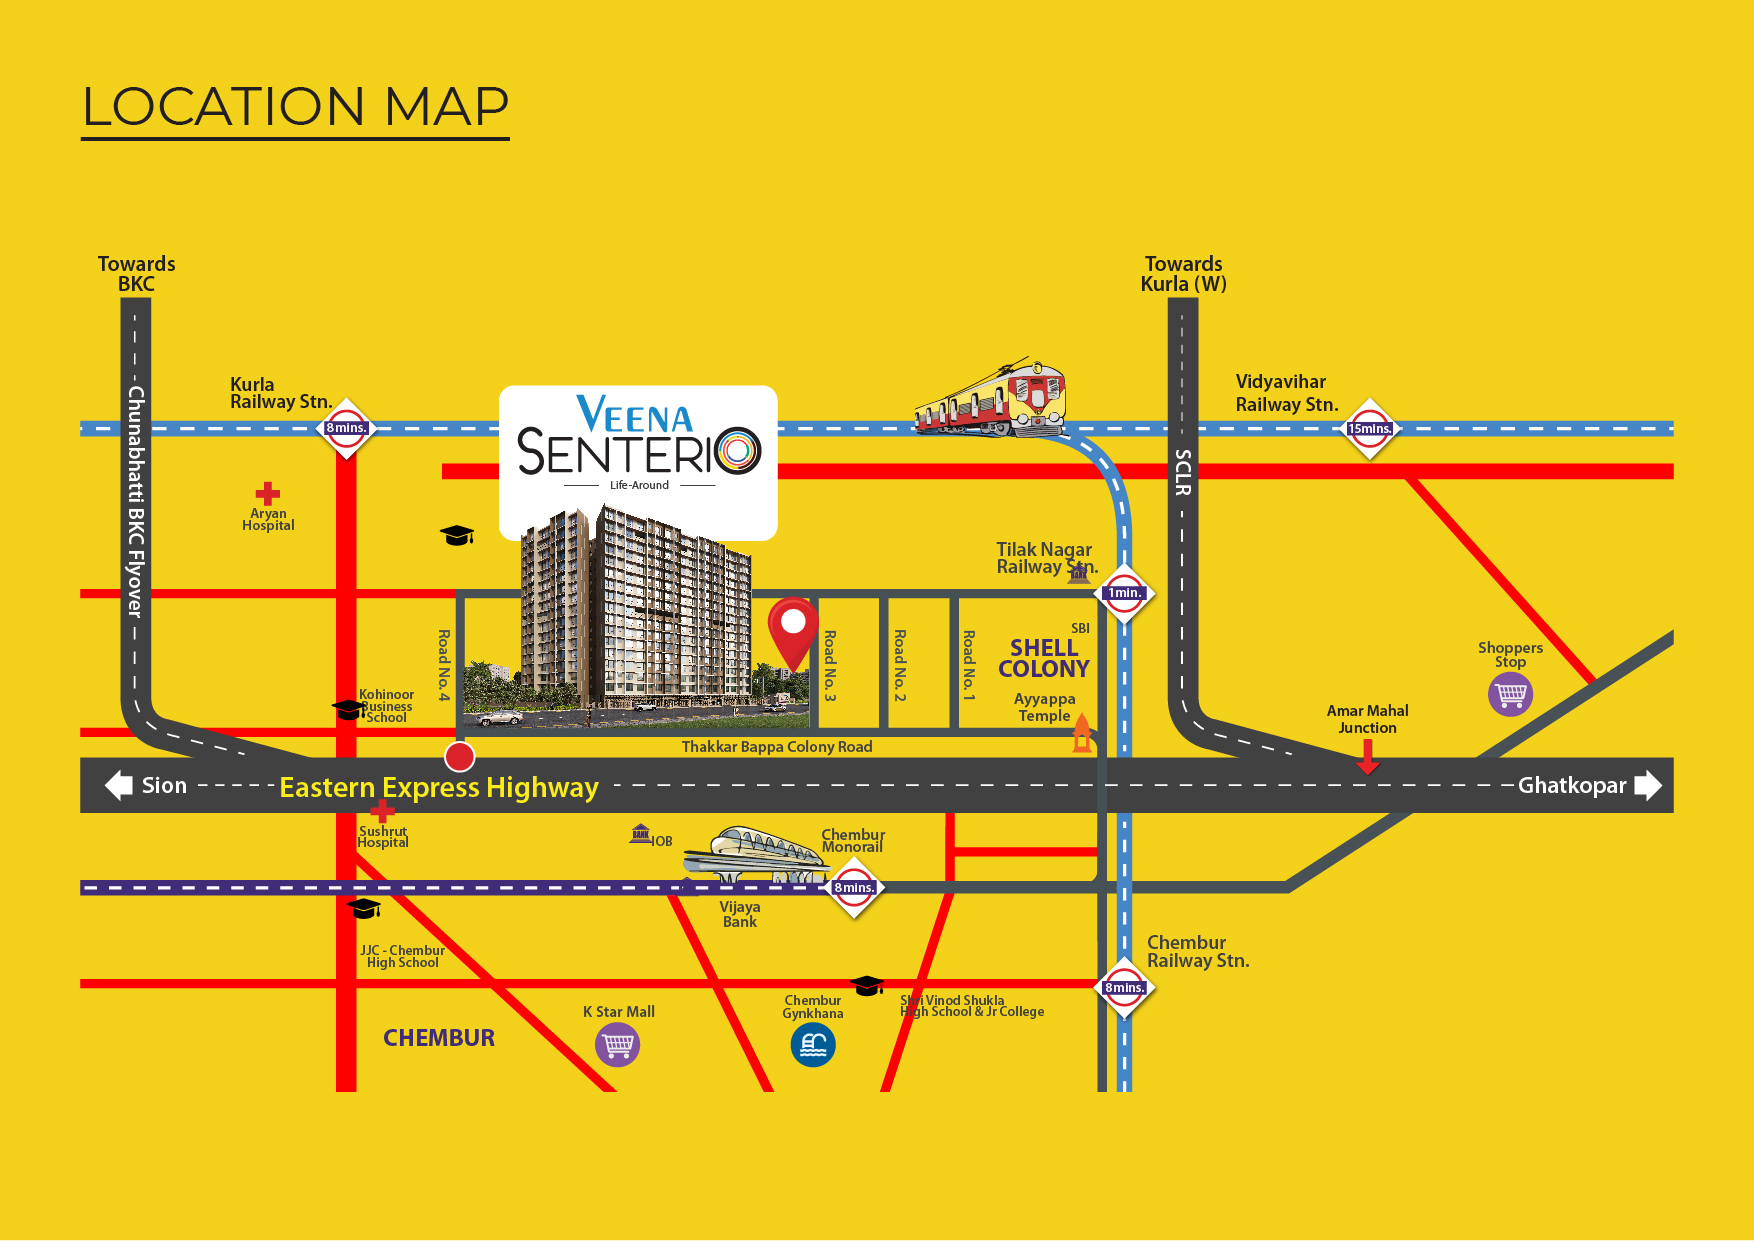 LOCATION MAP
Towards
BKC
Towards
Kurla (W)
Chunabhatti BKC Flyover
Kurla
Railway Stn.
8mins.
VEENA
SENTERIO
Life-Around
SCLR
Vidyavihar
Railway Stn.
15mins.
Aryan
Hospital
Tilak Nagar
Railway Stn.
BANK
1min.
SBI
SHELL
COLONY
Road No. 4
Road No. 3
Road No. 2
Road No. 1
Ayyappa
Temple
Shoppers
Stop
Kohinoor
Business
School
Amar Mahal
Junction
Thakkar Bappa Colony Road
Sion
Eastern Express Highway
Ghatkopar
Sushrut
Hospital
BANK
IOB
Chembur
Monorail
8mins.
Vijaya
Bank
JJC - Chembur
High School
Chembur
Railway Stn.
8mins.
K Star Mall
Chembur
Gynkhana
Shri Vinod Shukla
High School & Jr College
CHEMBUR